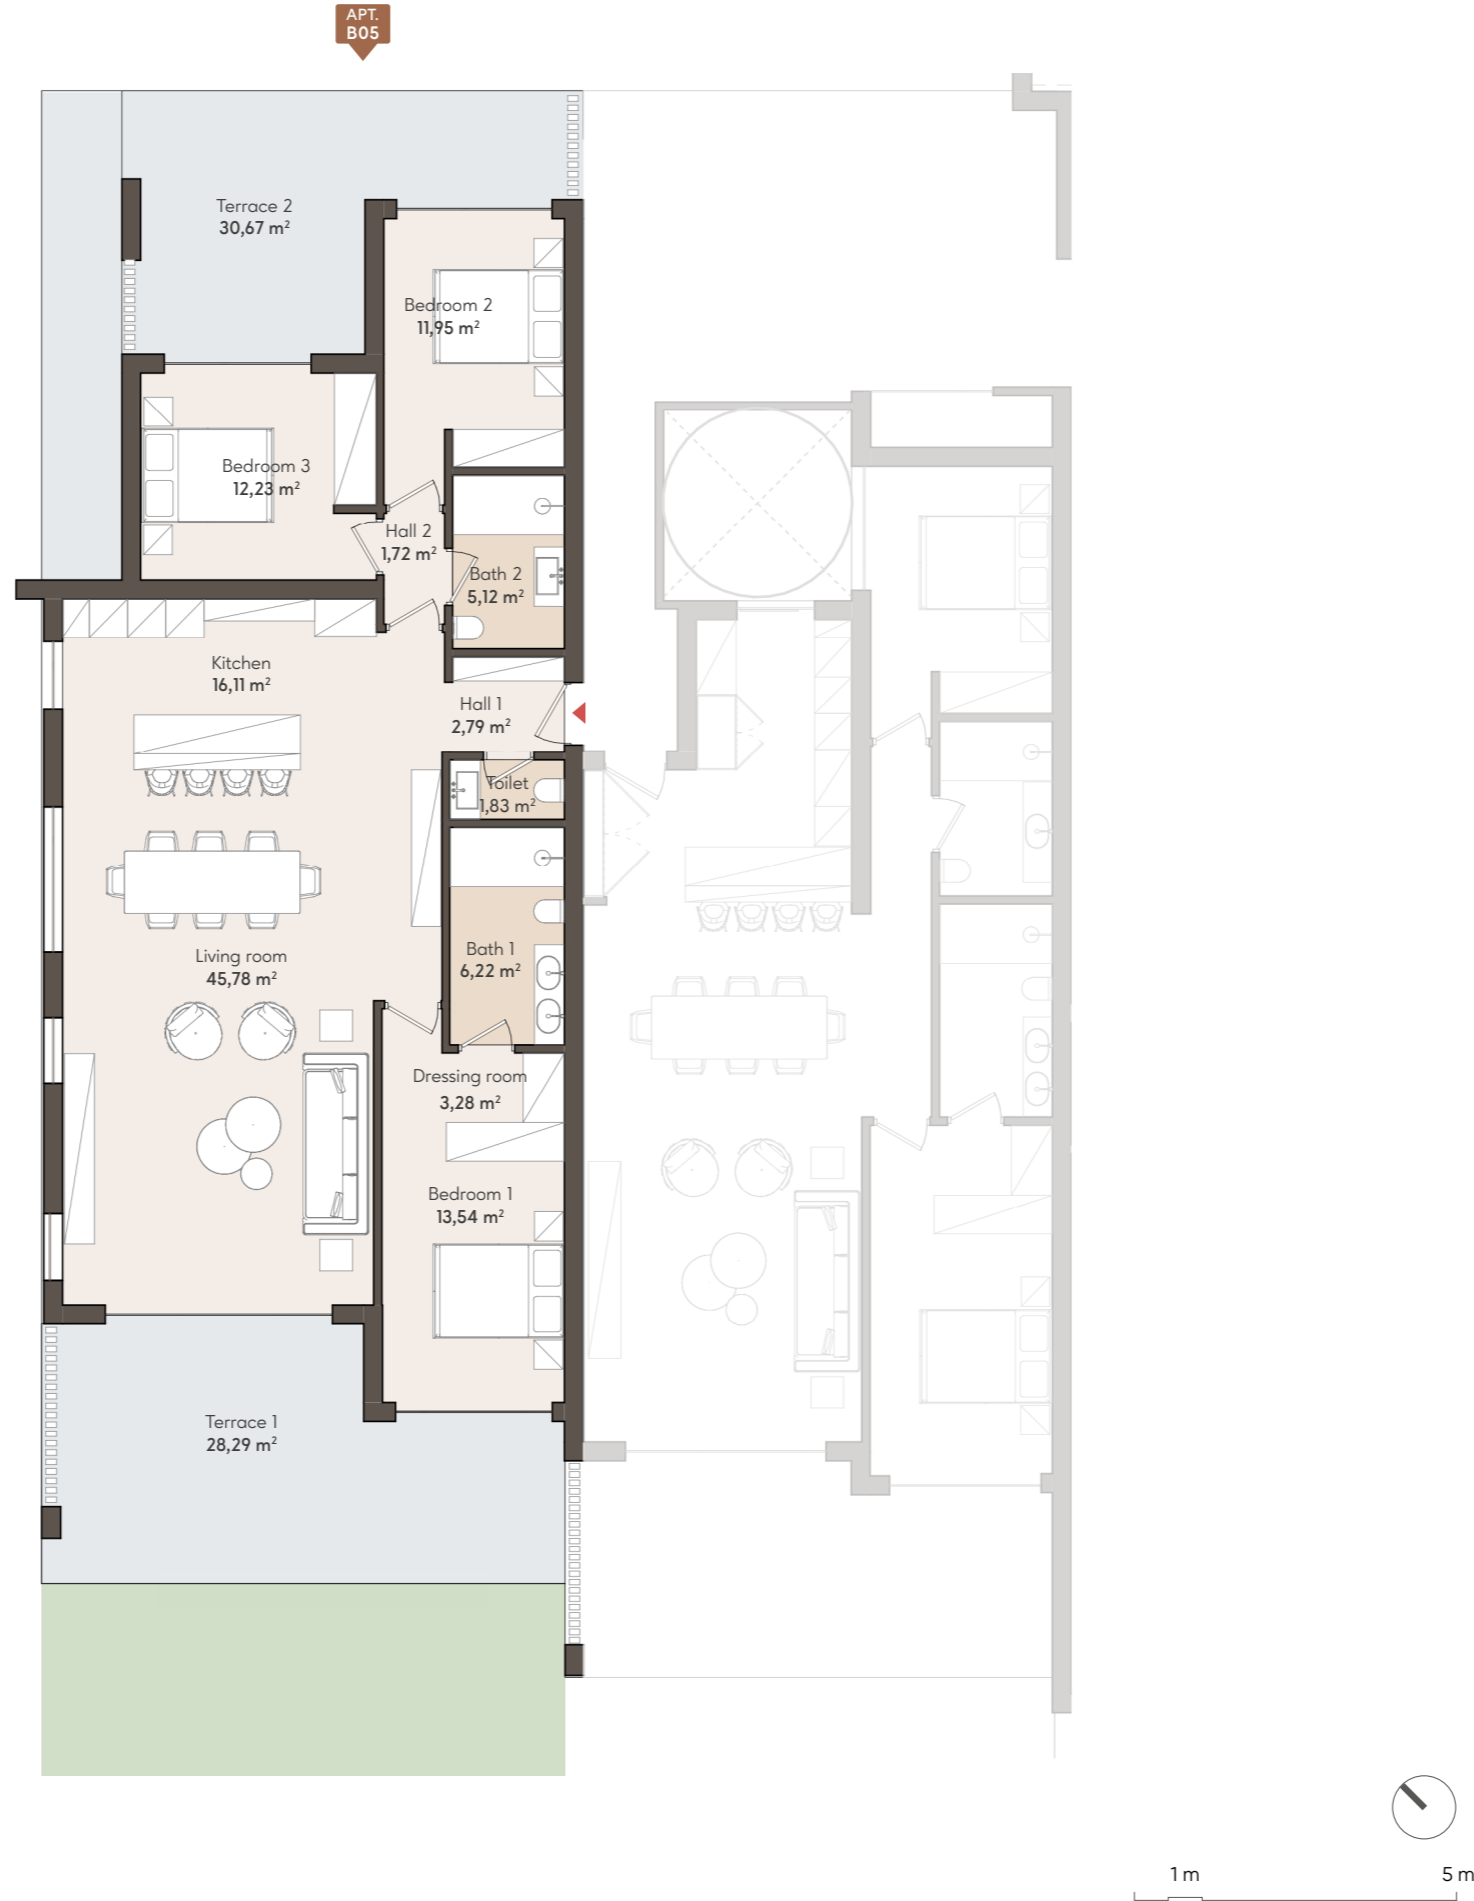 APT.
B05
Terrace 2
30,67 m²
Bedroom 2
11,95 m²
Bedroom 3
12,23 m²
Hall 2
1,72 m²
Bath 2
5,12 m²
Kitchen
16,11 m²
Hall 1
2,79 m²
Toilet
1,83 m²
Living room
45,78 m²
Bath 1
6,22 m²
Dressing room
3,28 m²
Bedroom 1
13,54 m²
Terrace 1
28,29 m²
1 m 5 m